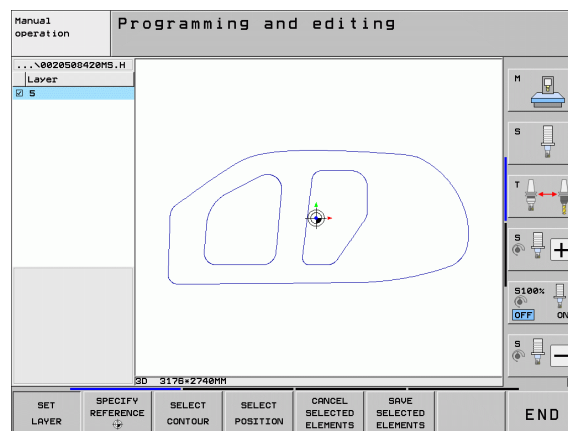 Manual
operation
Programming and editing
...\0020508420MS.H
Layer
5
M
S
T
S
S100%
OFF
ON
S
3D 3176*2740MM
SET
LAYER
SPECIFY
REFERENCE
SELECT
CONTOUR
SELECT
POSITION
CANCEL
SELECTED
ELEMENTS
SAVE
SELECTED
ELEMENTS
END